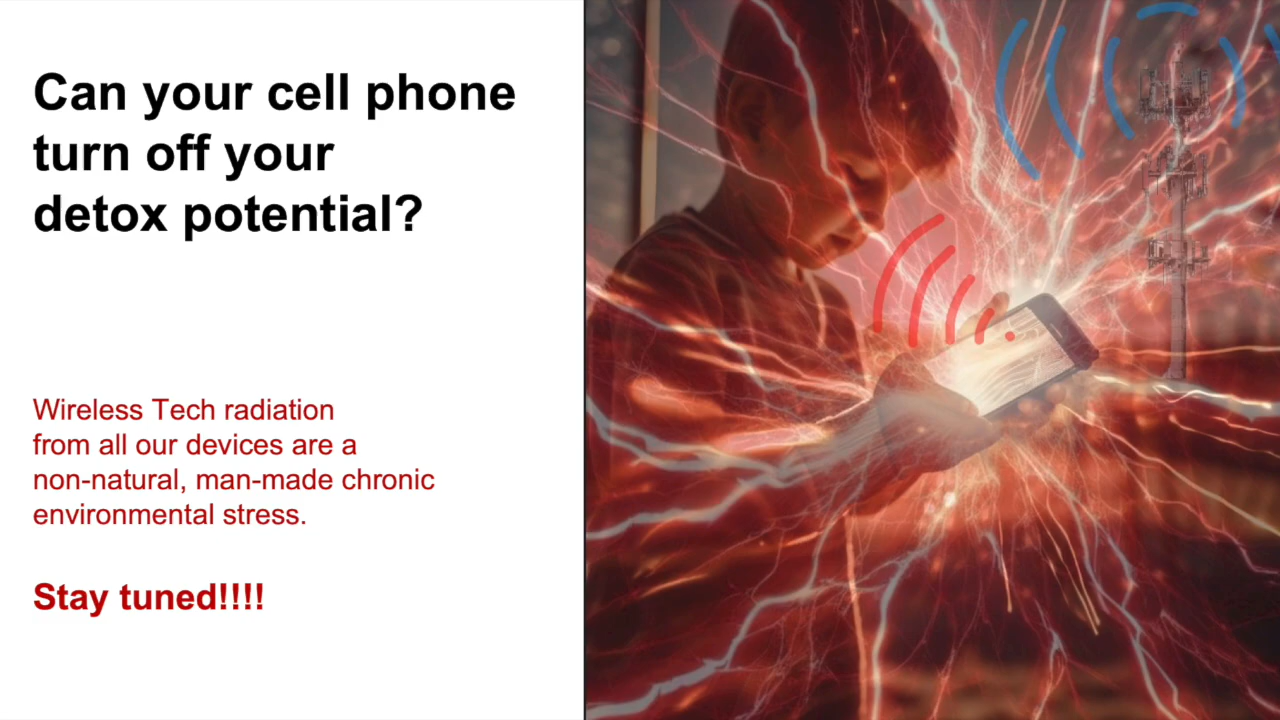 Can your cell phone
turn off your
detox potential?
Wireless Tech radiation
from all our devices are a
non-natural, man-made chronic
environmental stress.
Stay tuned!!!!